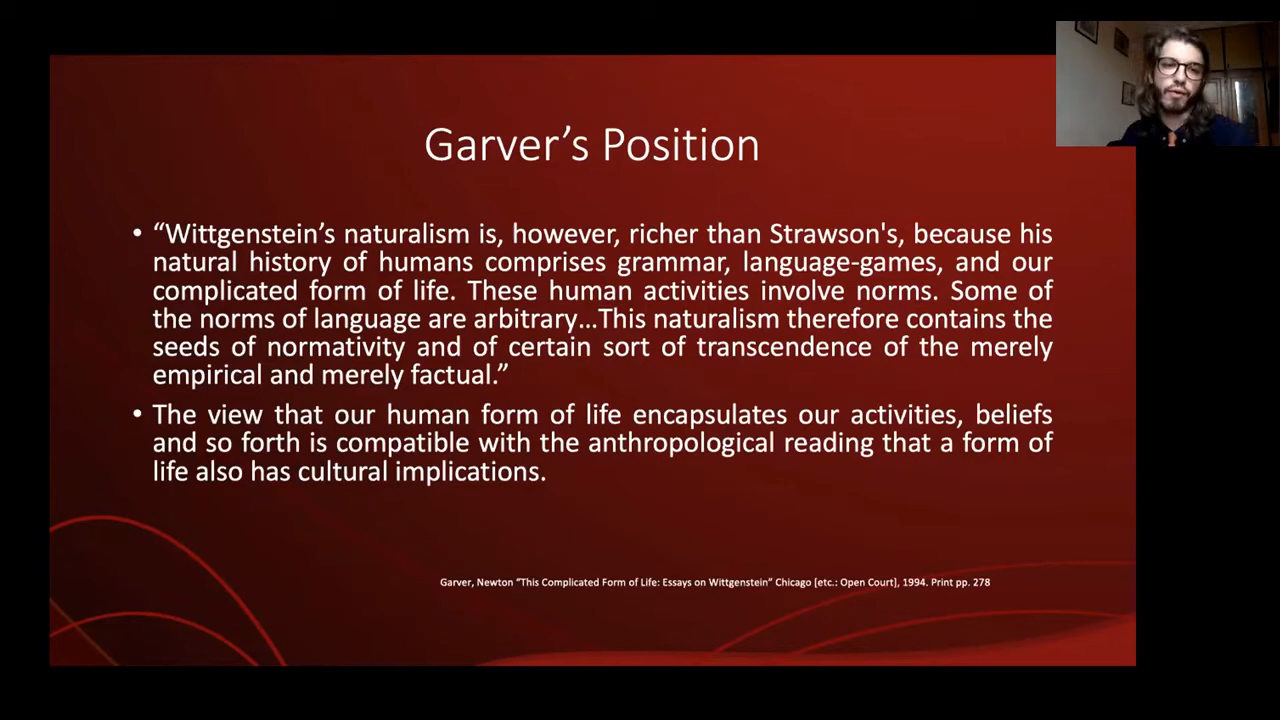 Garver’s Position
• “Wittgenstein’s naturalism is, however, richer than Strawson's, because his
natural history of humans comprises grammar, language-games, and our
complicated form of life. These human activities involve norms. Some of
the norms of language are arbitrary…This naturalism therefore contains the
seeds of normativity and of certain sort of transcendence of the merely
empirical and merely factual.”
• The view that our human form of life encapsulates our activities, beliefs
and so forth is compatible with the anthropological reading that a form of
life also has cultural implications.
Garver, Newton “This Complicated Form of Life: Essays on Wittgenstein” Chicago [etc.: Open Court], 1994. Print pp. 278